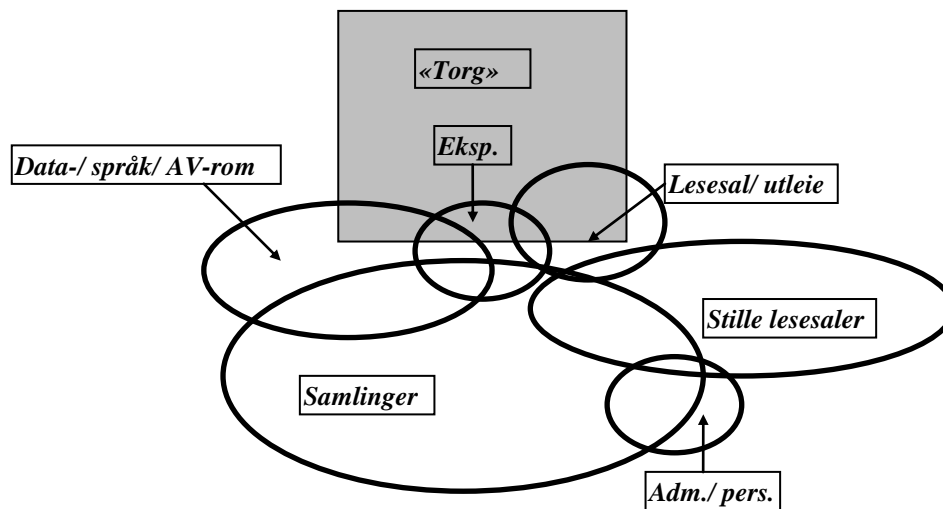 «Torg»
Eksp.
Data-/ språk/ AV-rom
Lesesal/ utleie
Stille lesesaler
Samlinger
Adm./ pers.